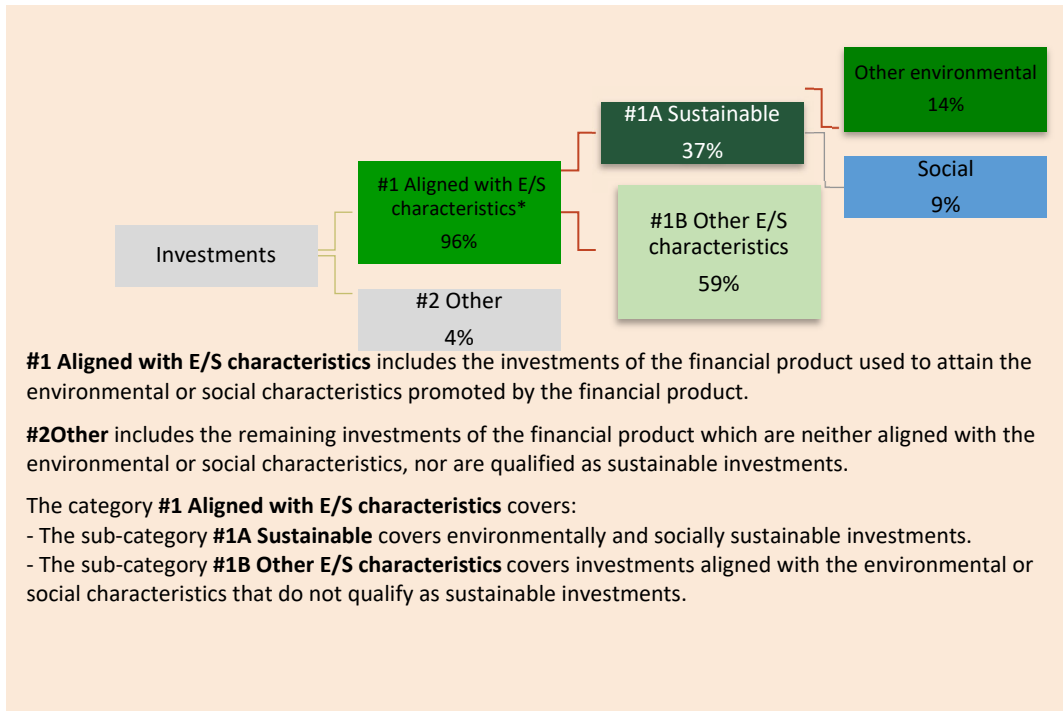 Other environmental
14%
#1A Sustainable
37%
Social
9%
#1 Aligned with E/S
characteristics*
96%
#1B Other E/S
characteristics
59%
Investments
#2 Other
4%
#1 Aligned with E/S characteristics includes the investments of the financial product used to attain the
environmental or social characteristics promoted by the financial product.
#2Other includes the remaining investments of the financial product which are neither aligned with the
environmental or social characteristics, nor are qualified as sustainable investments.
The category #1 Aligned with E/S characteristics covers:
- The sub-category #1A Sustainable covers environmentally and socially sustainable investments.
- The sub-category #1B Other E/S characteristics covers investments aligned with the environmental or
social characteristics that do not qualify as sustainable investments.